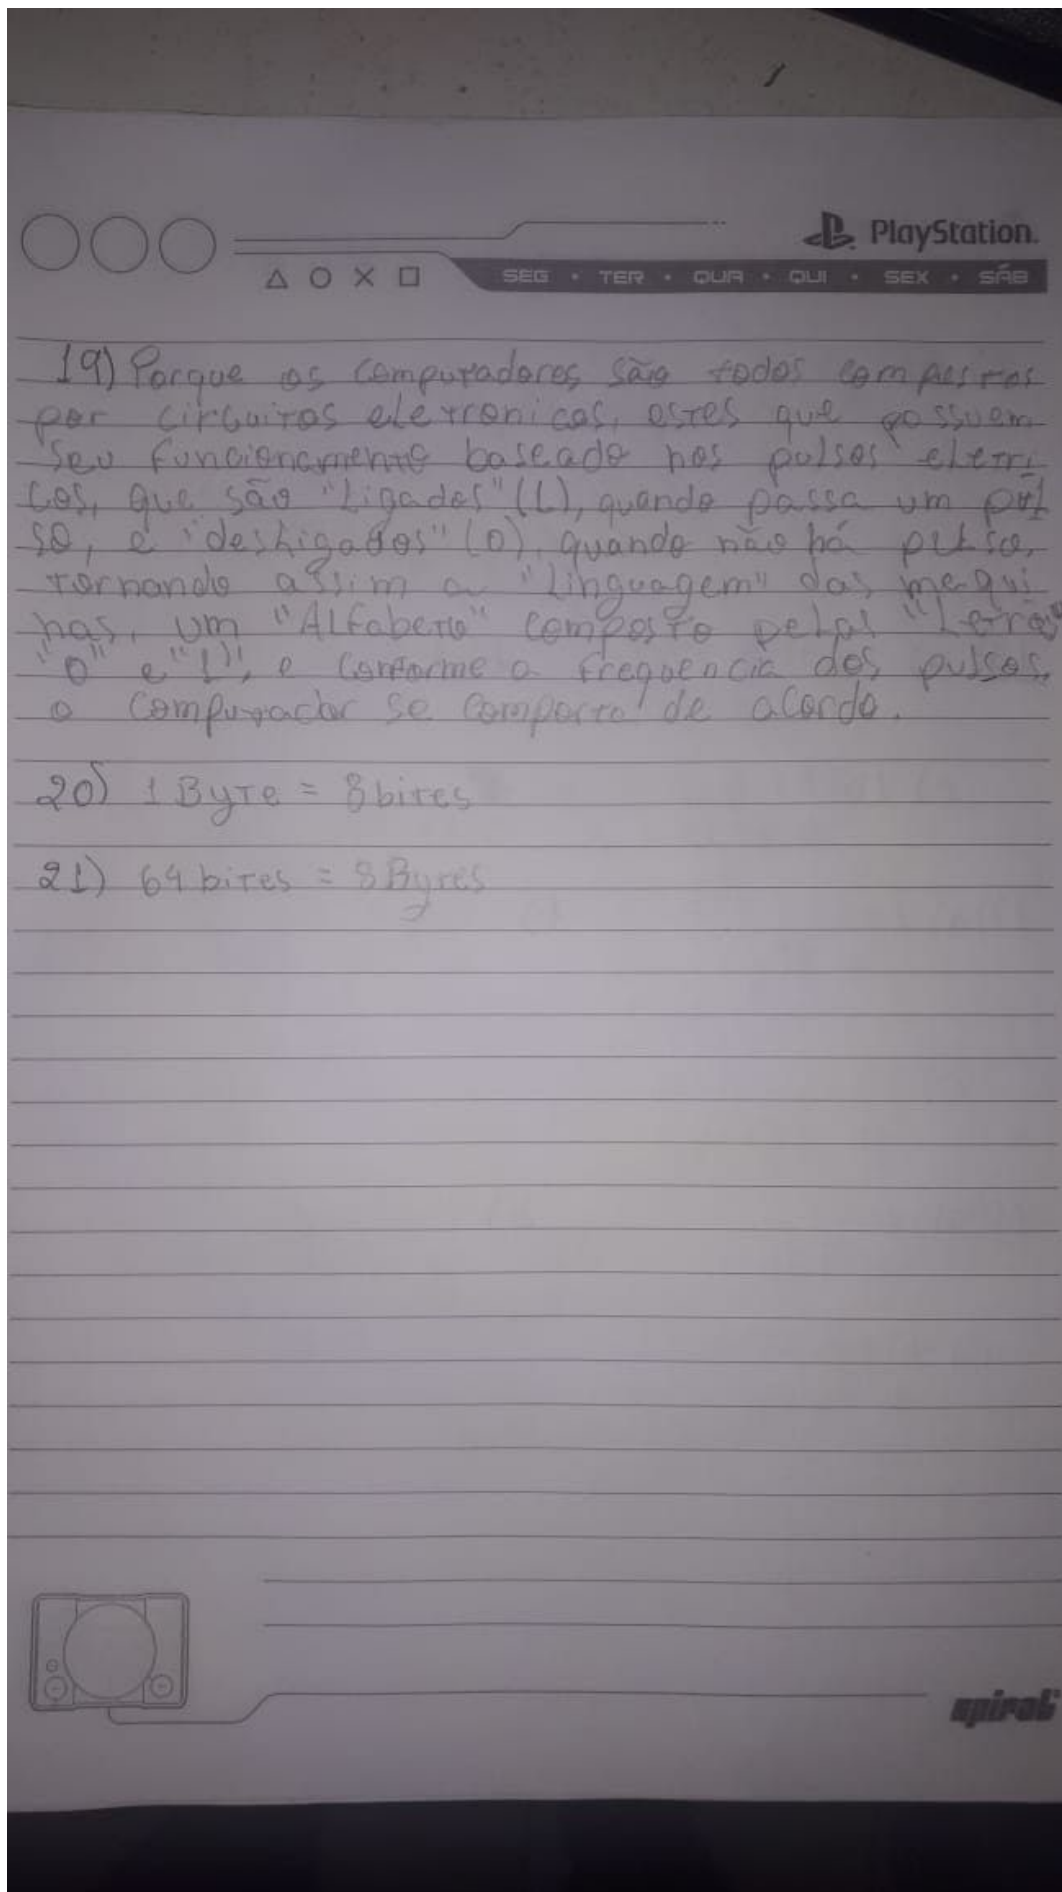 PlayStation.
SEG • TER • QUA • QUI • SEX • SÁB
19) Porque os computadores são todos compostos
por circuitos eletronicos, estes que possuem
seu funcionamento baseado nos pulsos eletri
cos, que são "Ligados" (1), quando passa um pul
so, e "desligados" (0), quando não há pulso,
tornando assim a "Linguagem" das maqui
nas, um "Alfabeto" composto pelas "Letras"
"0" e "1", e conforme a frequencia dos pulsos,
o computador se comporta de acordo.
20) 1 Byte = 8 bites
21) 64 bites = 8 Bytes
spiral